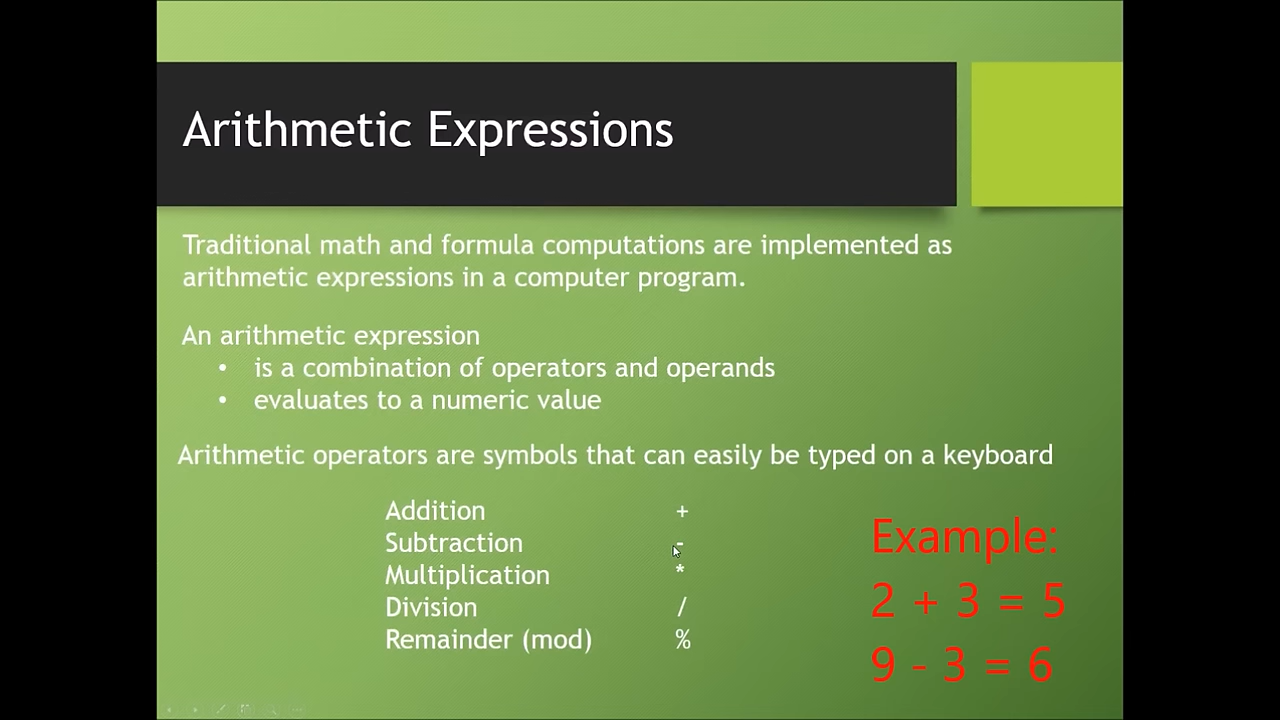 Arithmetic Expressions
Traditional math and formula computations are implemented as
arithmetic expressions in a computer program.
An arithmetic expression
• is a combination of operators and operands
• evaluates to a numeric value
Arithmetic operators are symbols that can easily be typed on a keyboard
Addition +
Subtraction -
Multiplication *
Division /
Remainder (mod) %
Example:
2 + 3 = 5
9 - 3 = 6